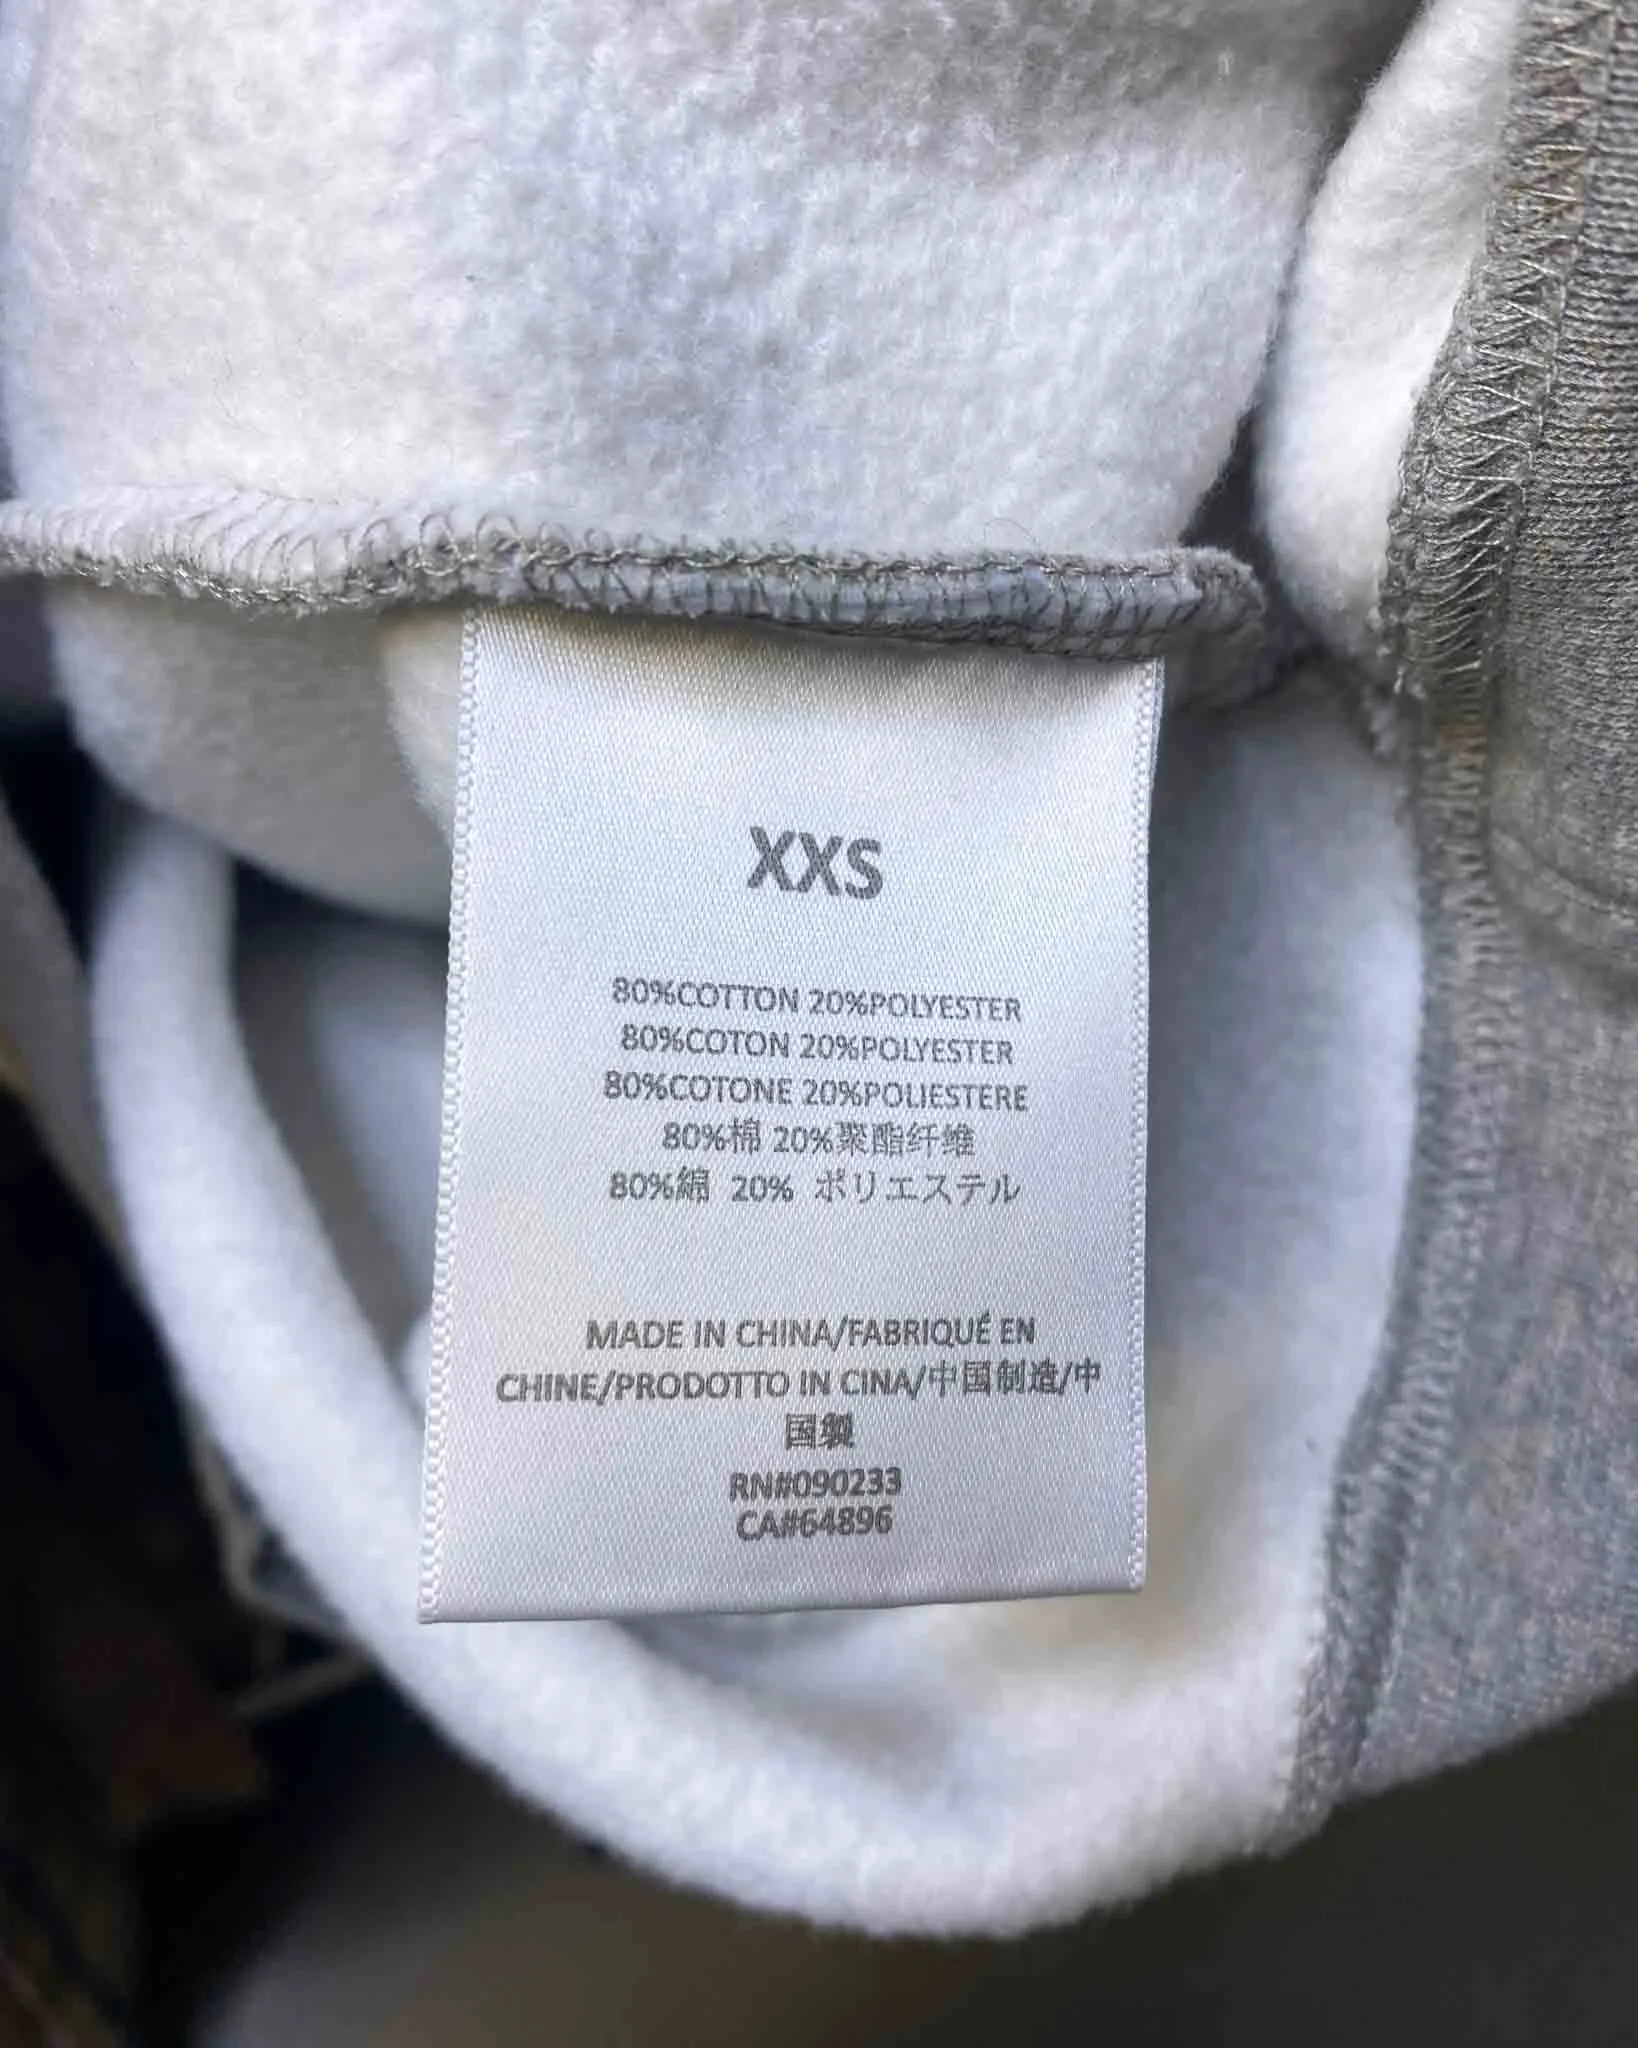 XXS
80%COTTON 20%POLYESTER
80%COTON 20%POLYESTER
80%COTONE 20%POLIESTERE
80%棉 20%聚酯纤维
80%綿 20% ポリエステル
MADE IN CHINA/FABRIQUÉ EN
CHINE/PRODOTTO IN CINA/中国制造/中
国製
RN#090233
CA#64896